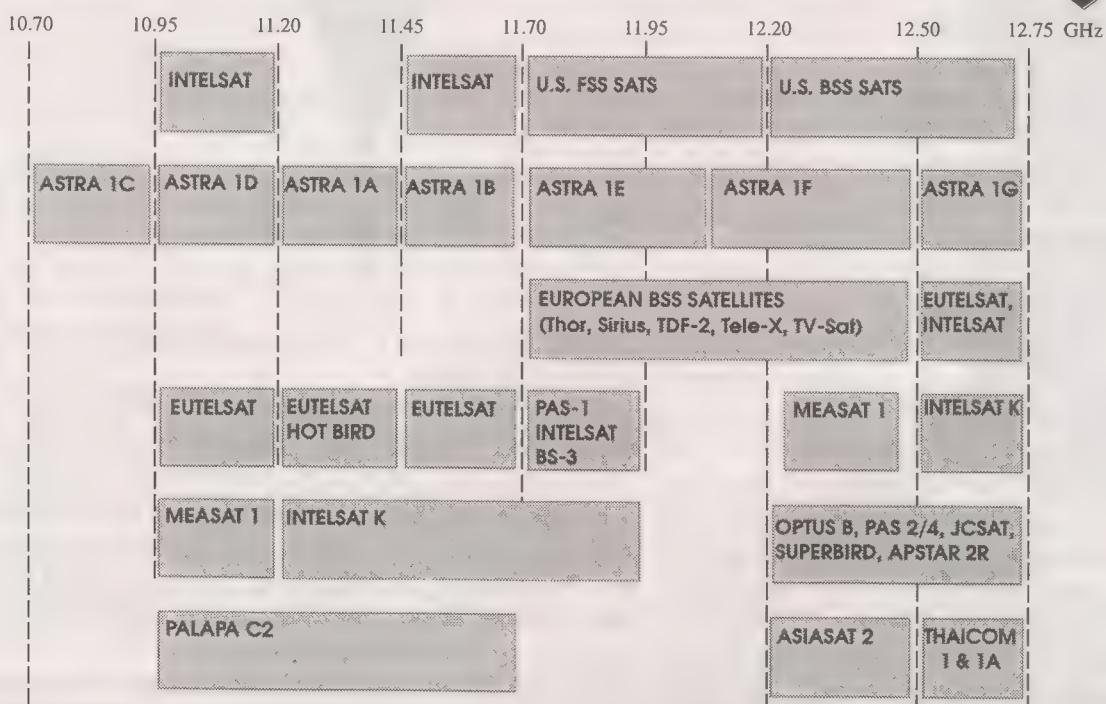 10.70 10.95 11.20 11.45 11.70 11.95 12.20 12.50 12.75 GHz
INTELSAT INTELSAT U.S. FSS SATS U.S. BSS SATS
ASTRA 1C ASTRA 1D ASTRA 1A ASTRA 1B ASTRA 1E ASTRA 1F ASTRA 1G
EUROPEAN BSS SATELLITES
(Thor, Sirius, TDF-2, Tele-X, TV-Sat)
EUTELSAT,
INTELSAT
EUTELSAT
EUTELSAT
HOT BIRD
EUTELSAT
PAS-1
INTELSAT
BS-3
MEASAT 1
INTELSAT K
MEASAT 1
INTELSAT K
OPTUS B, PAS 2/4, JCSAT,
SUPERBIRD, APSTAR 2R
PALAPA C2
ASIASAT 2
THAICOM
1 & 1A